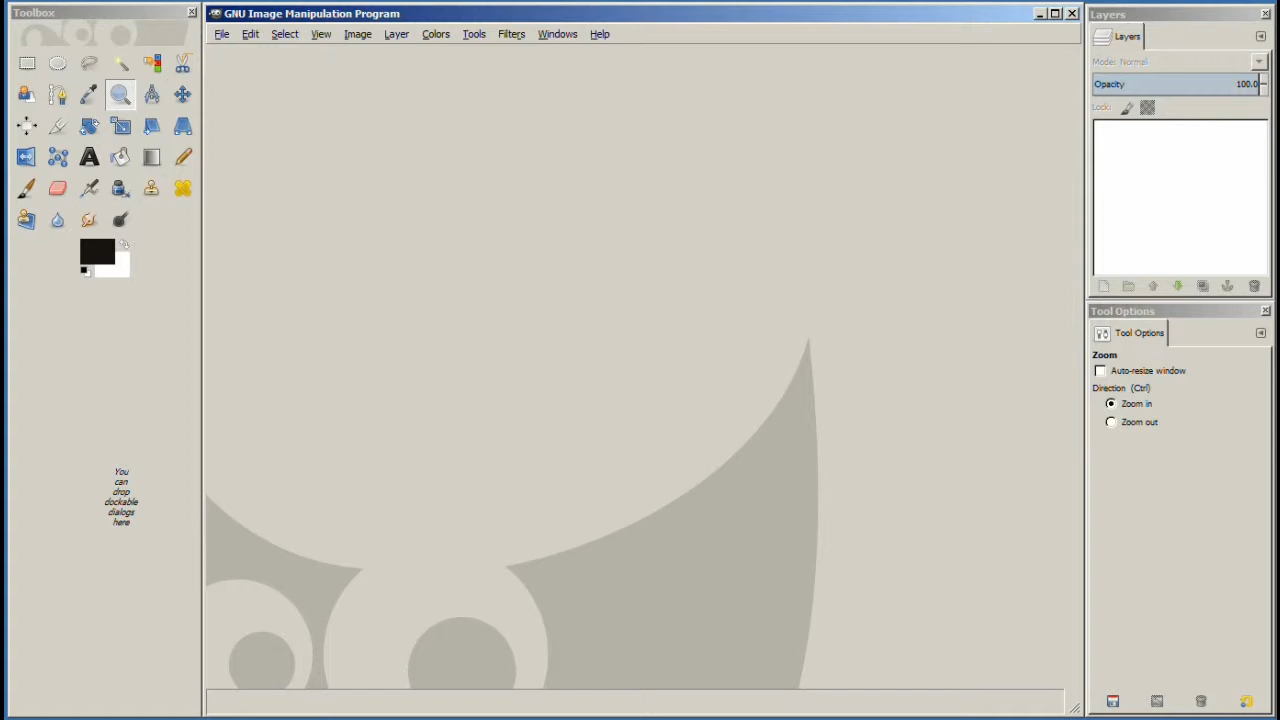 Toolbox
GNU Image Manipulation Program
File Edit Select View Image Layer Colors Tools Filters Windows Help
You
can
drop
dockable
dialogs
here
Layers
Layers
Mode: Normal
Opacity 100.0
Lock:
Tool Options
Tool Options
Zoom
Auto-resize window
Direction (Ctrl)
Zoom in
Zoom out